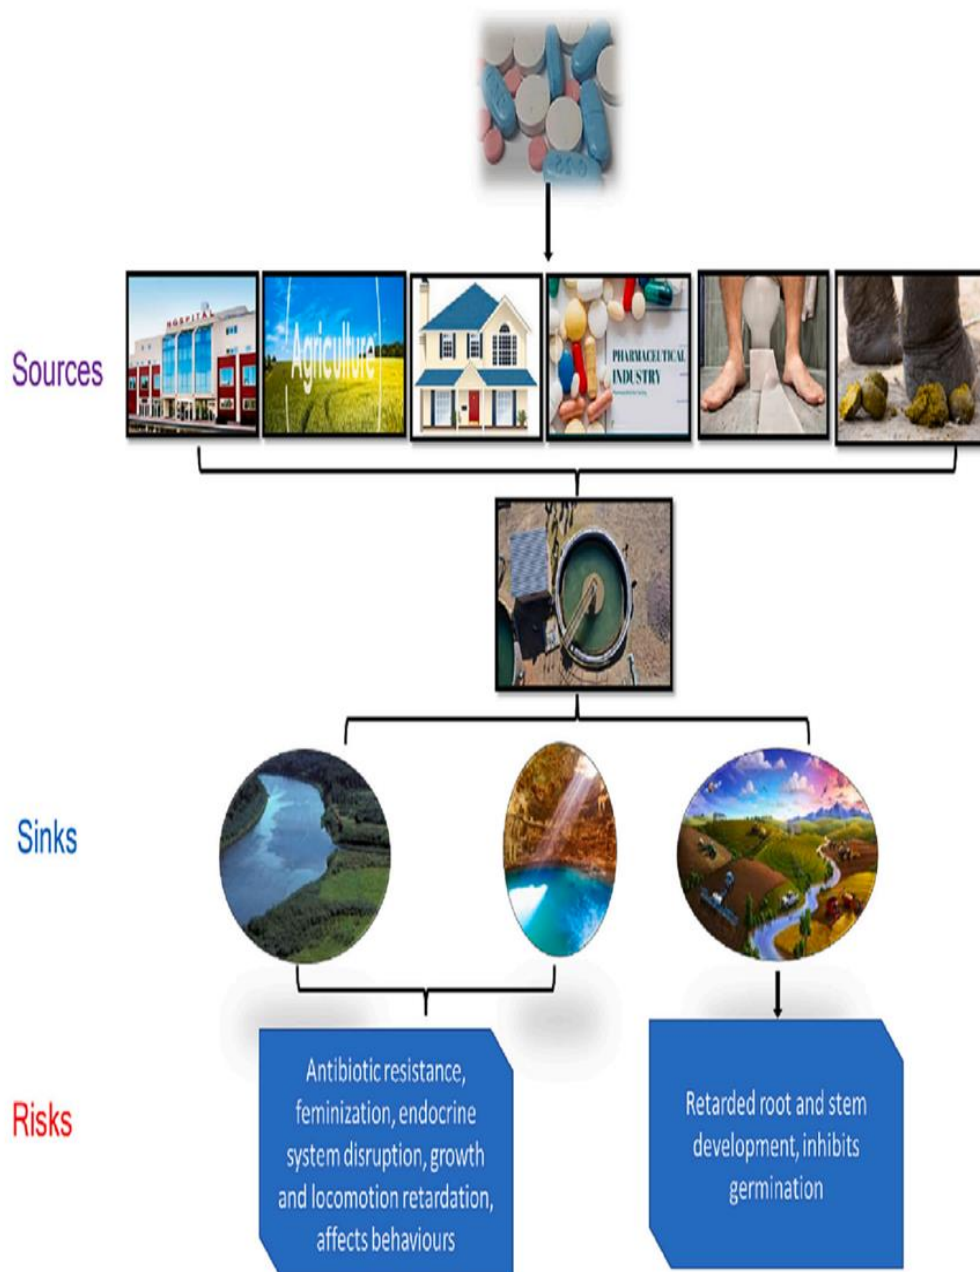 HOSPITAL
Agriculture
PHARMACEUTICAL
INDUSTRY
Sources
Sinks
Risks
Antibiotic resistance,
feminization, endocrine
system disruption, growth
and locomotion retardation,
affects behaviours
Retarded root and stem
development, inhibits
germination